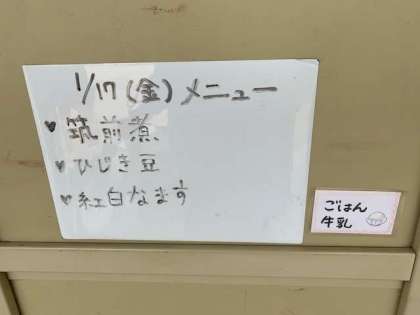 1/17(金)メニュー
♥筑前煮
♥ひじき豆
♥紅白なます
ごはん
牛乳